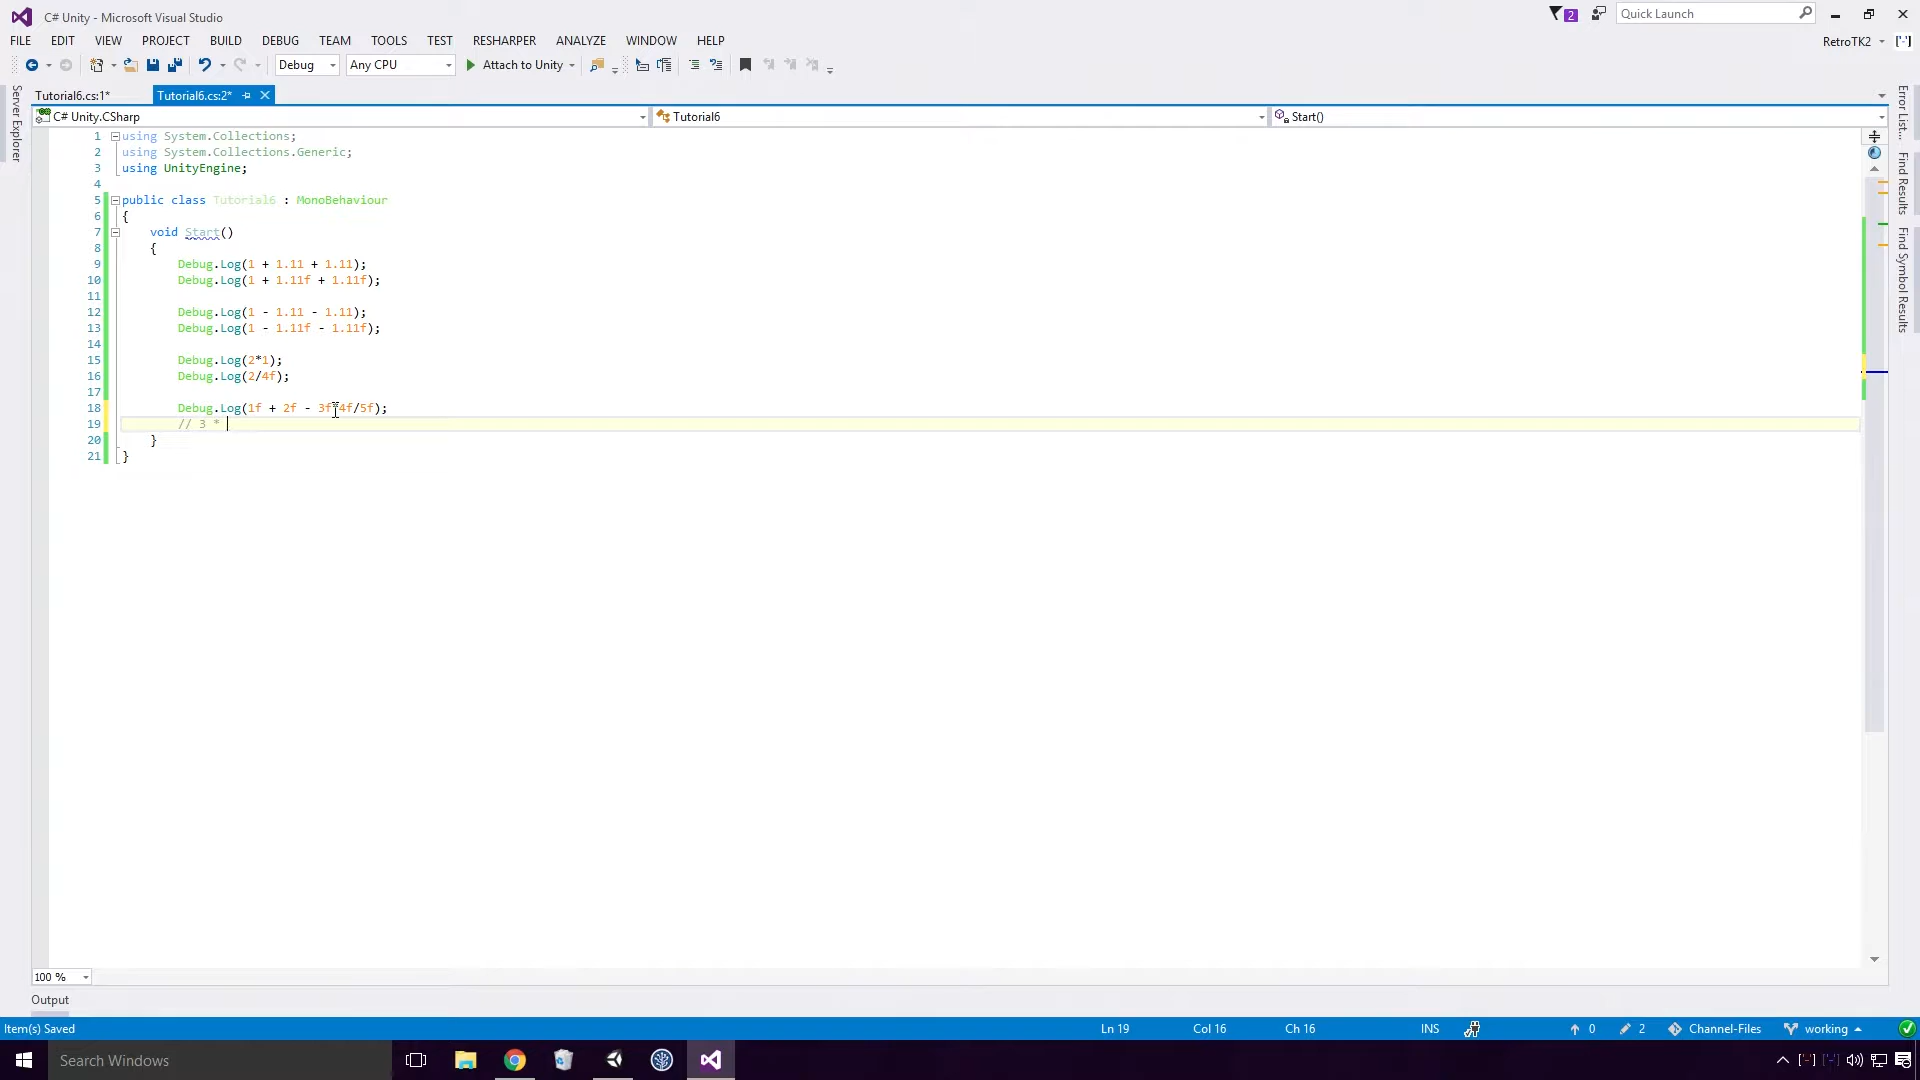 C# Unity - Microsoft Visual Studio
2
Quick Launch
FILE EDIT VIEW PROJECT BUILD DEBUG TEAM TOOLS TEST RESHARPER ANALYZE WINDOW HELP
RetroTK2
Debug Any CPU Attach to Unity
Tutorial6.cs:1* Tutorial6.cs:2*
C# Unity.CSharp Tutorial6 Start()
Server Explorer
Error List...
Find Results
Find Symbol Results
1 using System.Collections;
2 using System.Collections.Generic;
3 using UnityEngine;
4
5 public class Tutorial6 : MonoBehaviour
6 {
7 void Start()
8 {
9 Debug.Log(1 + 1.11 + 1.11);
10 Debug.Log(1 + 1.11f + 1.11f);
11
12 Debug.Log(1 - 1.11 - 1.11);
13 Debug.Log(1 - 1.11f - 1.11f);
14
15 Debug.Log(2*1);
16 Debug.Log(2/4f);
17
18 Debug.Log(1f + 2f - 3f*4f/5f);
19 // 3 *
20 }
21 }
100 %
Output
Item(s) Saved Ln 19 Col 16 Ch 16 INS 0 2 Channel-Files working
Search Windows